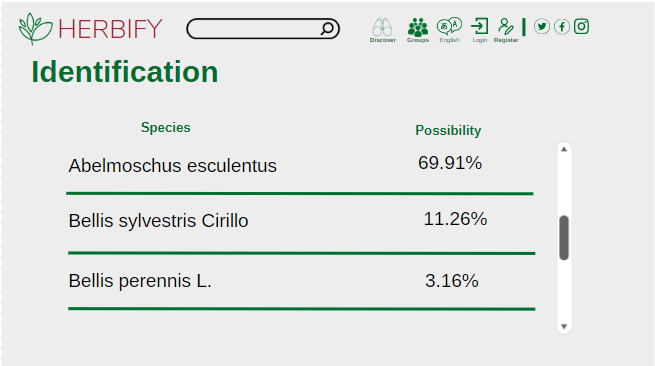 HERBIFY
Discover Groups English Login Register
Identification
Species Possibility
Abelmoschus esculentus 69.91%
Bellis sylvestris Cirillo 11.26%
Bellis perennis L. 3.16%